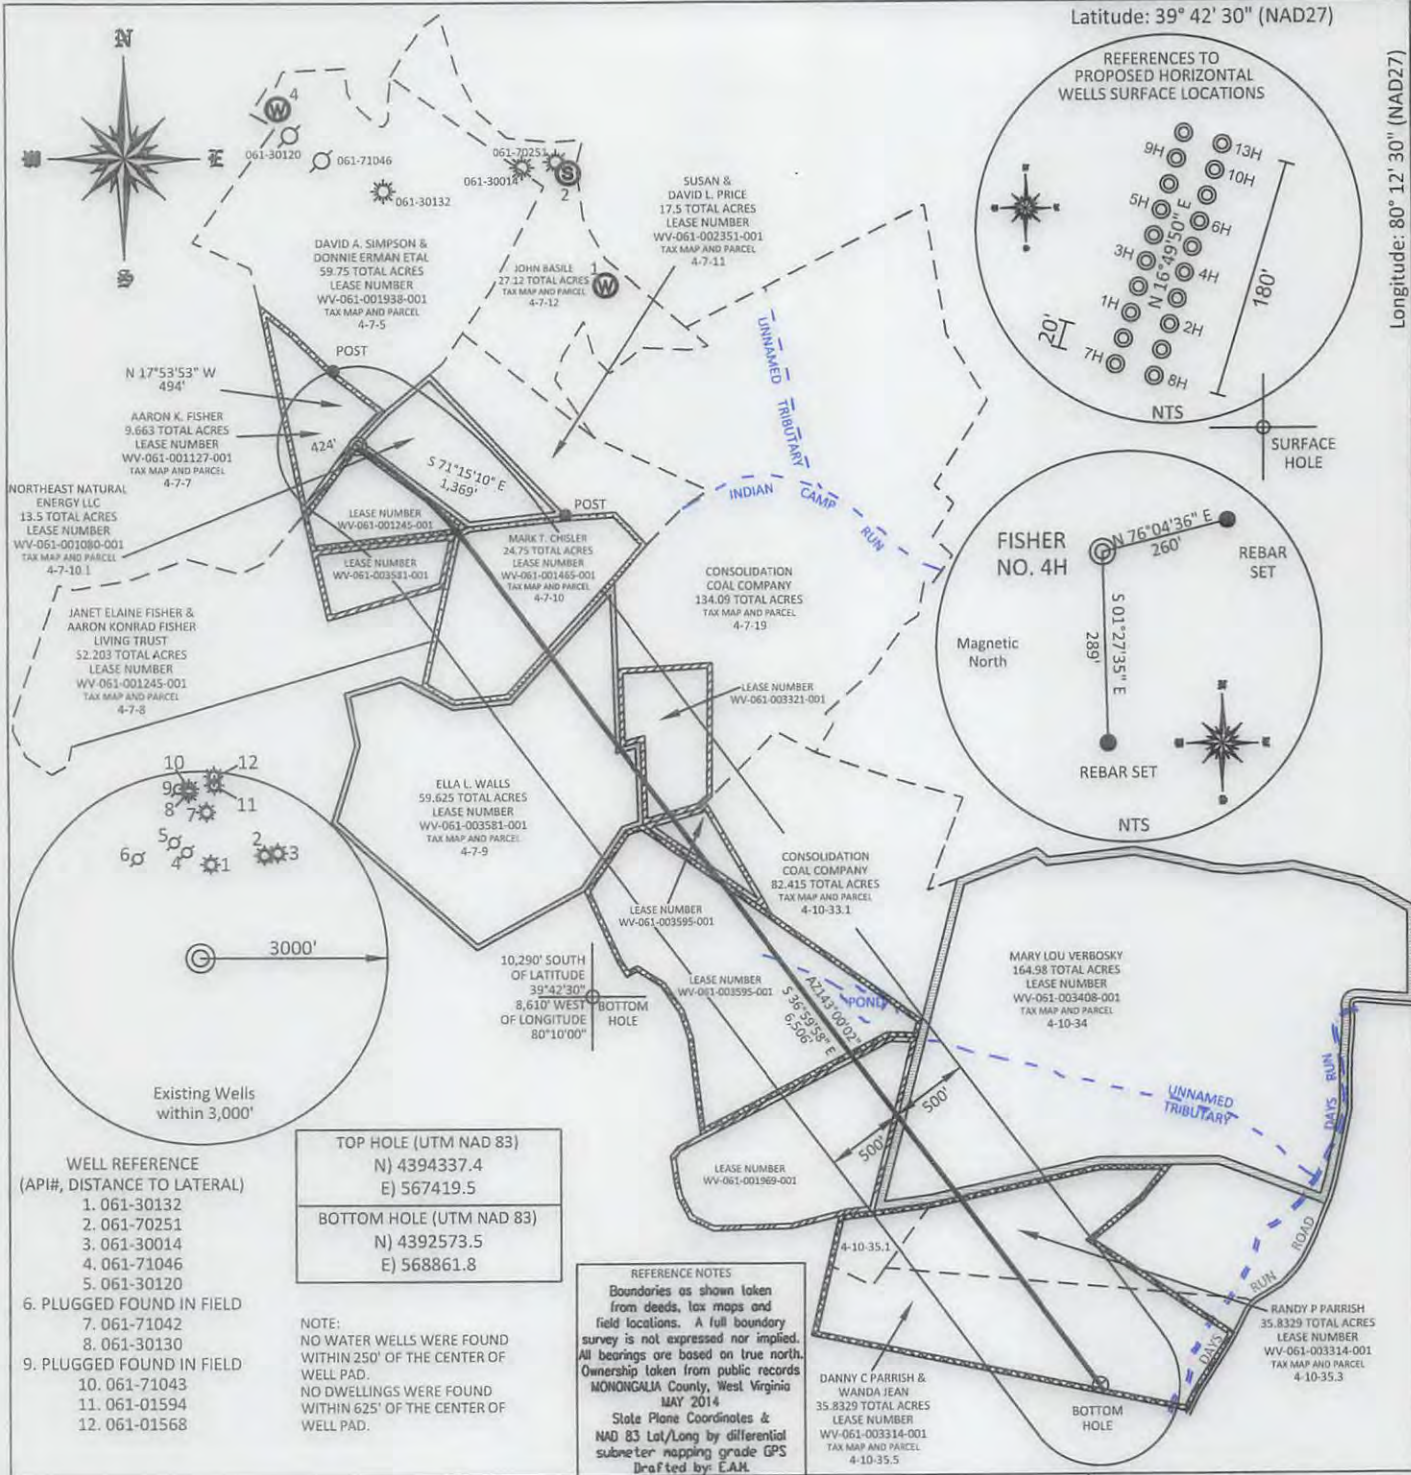 Latitude: 39° 42' 30" (NAD27)
Longitude: 80° 12' 30" (NAD27)
N
W
E
S
W
4
061-30120
061-71046
061-30132
061-70251
061-30014
S
2
DAVID A. SIMPSON &
DONNIE ERMAN ETAL
59.75 TOTAL ACRES
LEASE NUMBER
WV-061-001938-001
TAX MAP AND PARCEL
4-7-5
JOHN BASILE
27.12 TOTAL ACRES
TAX MAP AND PARCEL
4-7-12
1
W
SUSAN &
DAVID L. PRICE
17.5 TOTAL ACRES
LEASE NUMBER
WV-061-002351-001
TAX MAP AND PARCEL
4-7-11
REFERENCES TO
PROPOSED HORIZONTAL
WELLS SURFACE LOCATIONS
9H
13H
10H
5H
6H
3H
4H
1H
2H
7H
8H
N 16°49'50" E
180'
20'
NTS
SURFACE
HOLE
POST
N 17°53'53" W
494'
AARON K. FISHER
9.663 TOTAL ACRES
LEASE NUMBER
WV-061-001127-001
TAX MAP AND PARCEL
4-7-7
424'
S 71°15'10" E
1,369'
POST
NORTHEAST NATURAL
ENERGY LLC
13.5 TOTAL ACRES
LEASE NUMBER
WV-061-001080-001
TAX MAP AND PARCEL
4-7-10.1
LEASE NUMBER
WV-061-001245-001
LEASE NUMBER
WV-061-003581-001
MARK T. CHISLER
24.75 TOTAL ACRES
LEASE NUMBER
WV-061-001465-001
TAX MAP AND PARCEL
4-7-10
UNNAMED
TRIBUTARY
INDIAN CAMP RUN
CONSOLIDATION
COAL COMPANY
134.09 TOTAL ACRES
TAX MAP AND PARCEL
4-7-19
FISHER
NO. 4H
N 76°04'36" E
260'
REBAR
SET
S 01°27'35" E
289'
Magnetic
North
REBAR SET
NTS
JANET ELAINE FISHER &
AARON KONRAD FISHER
LIVING TRUST
52.203 TOTAL ACRES
LEASE NUMBER
WV-061-001245-001
TAX MAP AND PARCEL
4-7-8
LEASE NUMBER
WV-061-003321-001
ELLA L. WALLS
59.625 TOTAL ACRES
LEASE NUMBER
WV-061-003581-001
TAX MAP AND PARCEL
4-7-9
10
12
9
11
8
7
5
2
6
4
1
3
3000'
Existing Wells
within 3,000'
LEASE NUMBER
WV-061-003595-001
CONSOLIDATION
COAL COMPANY
82.415 TOTAL ACRES
TAX MAP AND PARCEL
4-10-33.1
10,290' SOUTH
OF LATITUDE
39°42'30"
8,610' WEST
OF LONGITUDE
80°10'00"
BOTTOM
HOLE
LEASE NUMBER
WV-061-003595-001
POND
AZ143°00'02"
S 36°59'58" E
6,506'
MARY LOU VERBOSKY
164.98 TOTAL ACRES
LEASE NUMBER
WV-061-003408-001
TAX MAP AND PARCEL
4-10-34
500'
500'
UNNAMED
TRIBUTARY
DAYS RUN
LEASE NUMBER
WV-061-001969-001
4-10-35.1
DAYS RUN ROAD
RANDY P PARRISH
35.8329 TOTAL ACRES
LEASE NUMBER
WV-061-003314-001
TAX MAP AND PARCEL
4-10-35.3
DANNY C PARRISH &
WANDA JEAN
35.8329 TOTAL ACRES
LEASE NUMBER
WV-061-003314-001
TAX MAP AND PARCEL
4-10-35.5
BOTTOM
HOLE
WELL REFERENCE
(API#, DISTANCE TO LATERAL)
1. 061-30132
2. 061-70251
3. 061-30014
4. 061-71046
5. 061-30120
6. PLUGGED FOUND IN FIELD
7. 061-71042
8. 061-30130
9. PLUGGED FOUND IN FIELD
10. 061-71043
11. 061-01594
12. 061-01568
TOP HOLE (UTM NAD 83)
N) 4394337.4
E) 567419.5
BOTTOM HOLE (UTM NAD 83)
N) 4392573.5
E) 568861.8
NOTE:
NO WATER WELLS WERE FOUND
WITHIN 250' OF THE CENTER OF
WELL PAD.
NO DWELLINGS WERE FOUND
WITHIN 625' OF THE CENTER OF
WELL PAD.
REFERENCE NOTES
Boundaries as shown taken
from deeds, tax maps and
field locations. A full boundary
survey is not expressed nor implied.
All bearings are based on true north.
Ownership taken from public records
MONONGALIA County, West Virginia
MAY 2014
State Plane Coordinates &
NAD 83 Lat/Long by differential
submeter mapping grade GPS
Drafted by: E.A.M.